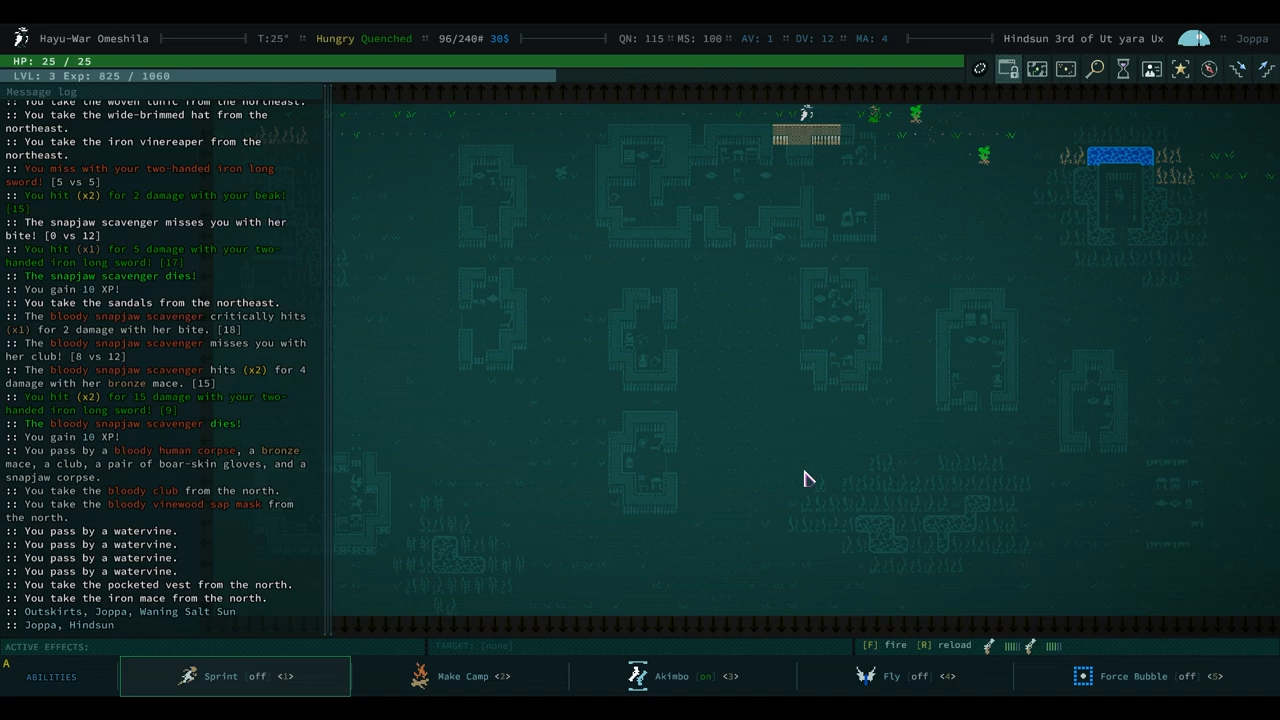 Hayu-War Omeshila T:25° :: Hungry Quenched :: 96/240# 30$ QN: 115 :: MS: 100 :: AV: 1 :: DV: 12 :: MA: 4 Hindsun 3rd of Ut yara Ux :: Joppa
HP: 25 / 25
LVL: 3 Exp: 825 / 1060
Message log
:: You take the woven tunic from the northeast.
:: You take the wide-brimmed hat from the
northeast.
:: You take the iron vinereaper from the
northeast.
:: You miss with your two-handed iron long
sword! [5 vs 5]
:: You hit (x2) for 2 damage with your beak!
[15]
:: The snapjaw scavenger misses you with her
bite! [0 vs 12]
:: You hit (x1) for 5 damage with your two-
handed iron long sword! [17]
:: The snapjaw scavenger dies!
:: You gain 10 XP!
:: You take the sandals from the northeast.
:: The bloody snapjaw scavenger critically hits
(x1) for 2 damage with her bite. [18]
:: The bloody snapjaw scavenger misses you with
her club! [8 vs 12]
:: The bloody snapjaw scavenger hits (x2) for 4
damage with her bronze mace. [15]
:: You hit (x2) for 15 damage with your two-
handed iron long sword! [9]
:: The bloody snapjaw scavenger dies!
:: You gain 10 XP!
:: You pass by a bloody human corpse, a bronze
mace, a club, a pair of boar-skin gloves, and a
snapjaw corpse.
:: You take the bloody club from the north.
:: You take the bloody vinewood sap mask from
the north.
:: You pass by a watervine.
:: You pass by a watervine.
:: You pass by a watervine.
:: You pass by a watervine.
:: You take the pocketed vest from the north.
:: You take the iron mace from the north.
:: Outskirts, Joppa, Waning Salt Sun
:: Joppa, Hindsun
ACTIVE EFFECTS: TARGET: [none] [F] fire [R] reload
A
ABILITIES Sprint [off] <1> Make Camp <2> Akimbo [on] <3> Fly [off] <4> Force Bubble [off] <5>